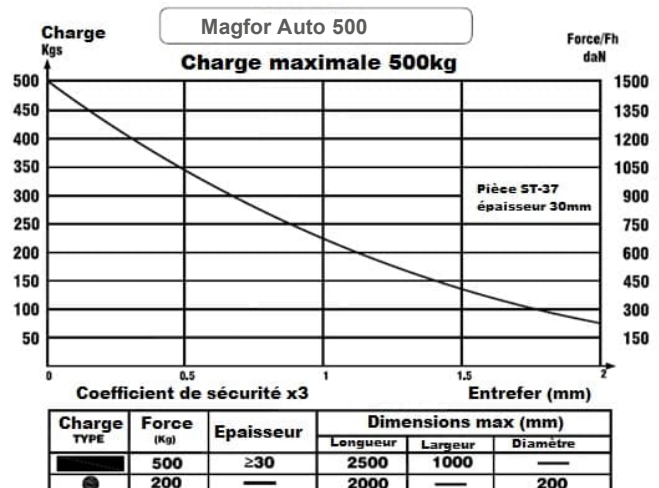 Magfor Auto 500
Charge
Kgs
Force/Fh
daN
Charge maximale 500kg
500 1500
450 1350
400 1200
350 1050
300 900
250 750
200 600
150 450
100 300
50 150
Pièce ST-37
épaisseur 30mm
0 0.5 1 1.5 2
Coefficient de sécurité x3 Entrefer (mm)
Charge Force Epaisseur Dimensions max (mm)
TYPE (Kg) Longueur Largeur Diamètre
500 ≥30 2500 1000 —
200 — 2000 — 200